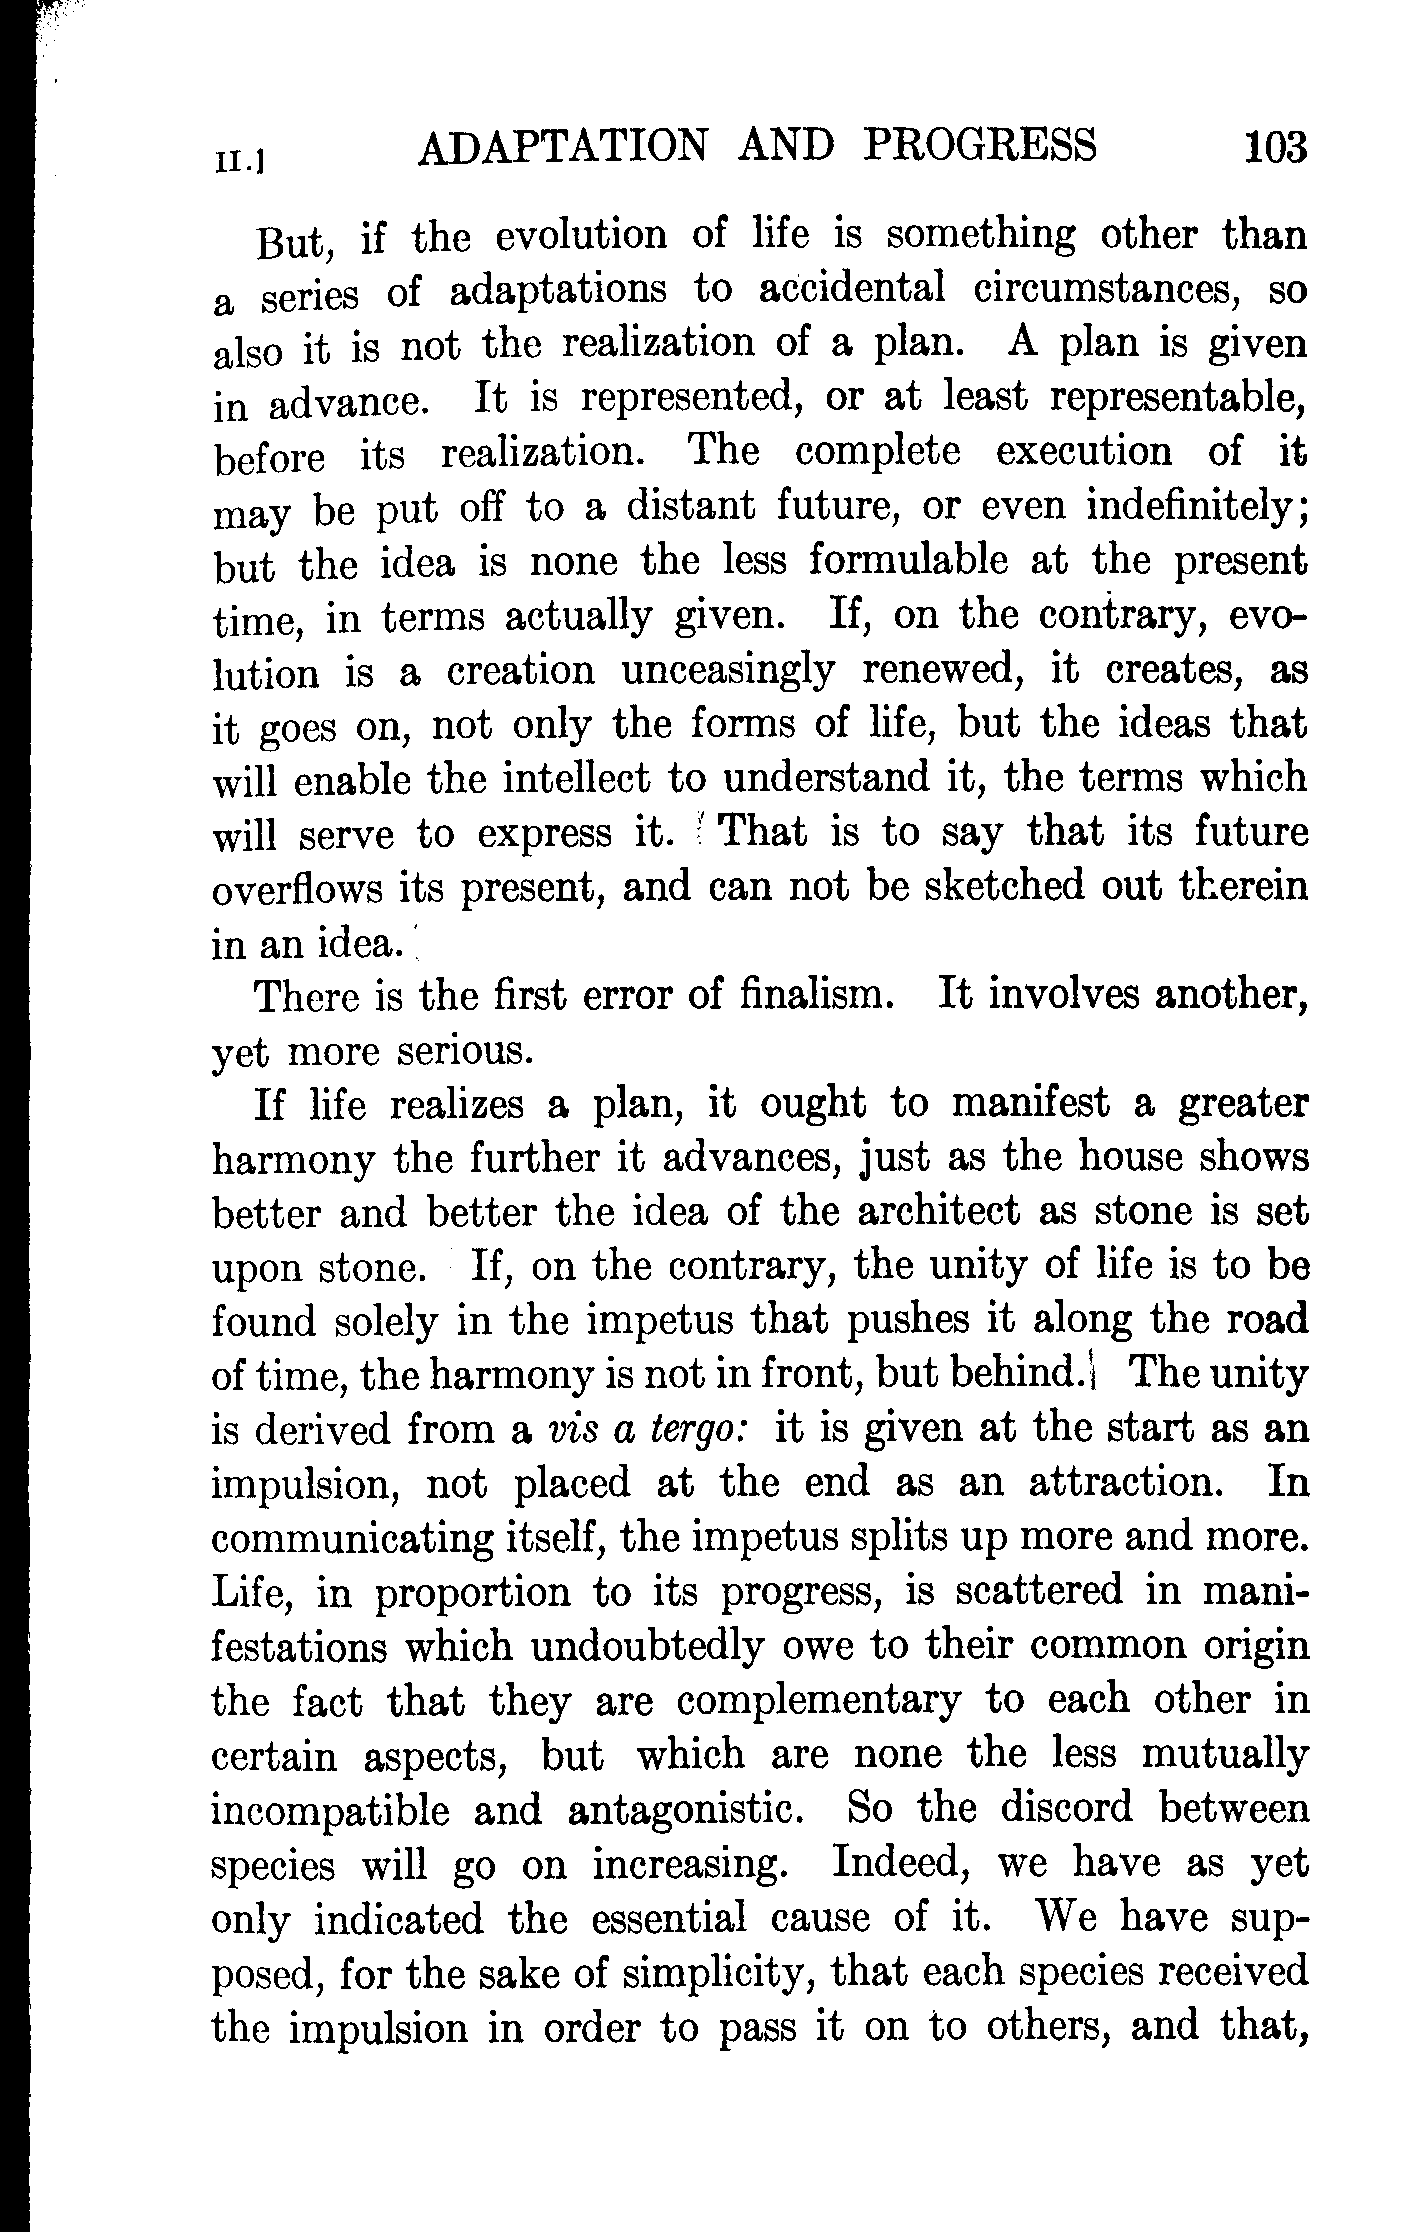 II.] ADAPTATION AND PROGRESS 103
But, if the evolution of life is something other than
a series of adaptations to accidental circumstances, so
also it is not the realization of a plan. A plan is given
in advance. It is represented, or at least representable,
before its realization. The complete execution of it
may be put off to a distant future, or even indefinitely;
but the idea is none the less formulable at the present
time, in terms actually given. If, on the contrary, evo-
lution is a creation unceasingly renewed, it creates, as
it goes on, not only the forms of life, but the ideas that
will enable the intellect to understand it, the terms which
will serve to express it. That is to say that its future
overflows its present, and can not be sketched out therein
in an idea.
There is the first error of finalism. It involves another,
yet more serious.
If life realizes a plan, it ought to manifest a greater
harmony the further it advances, just as the house shows
better and better the idea of the architect as stone is set
upon stone. If, on the contrary, the unity of life is to be
found solely in the impetus that pushes it along the road
of time, the harmony is not in front, but behind. The unity
is derived from a vis a tergo: it is given at the start as an
impulsion, not placed at the end as an attraction. In
communicating itself, the impetus splits up more and more.
Life, in proportion to its progress, is scattered in mani-
festations which undoubtedly owe to their common origin
the fact that they are complementary to each other in
certain aspects, but which are none the less mutually
incompatible and antagonistic. So the discord between
species will go on increasing. Indeed, we have as yet
only indicated the essential cause of it. We have sup-
posed, for the sake of simplicity, that each species received
the impulsion in order to pass it on to others, and that,